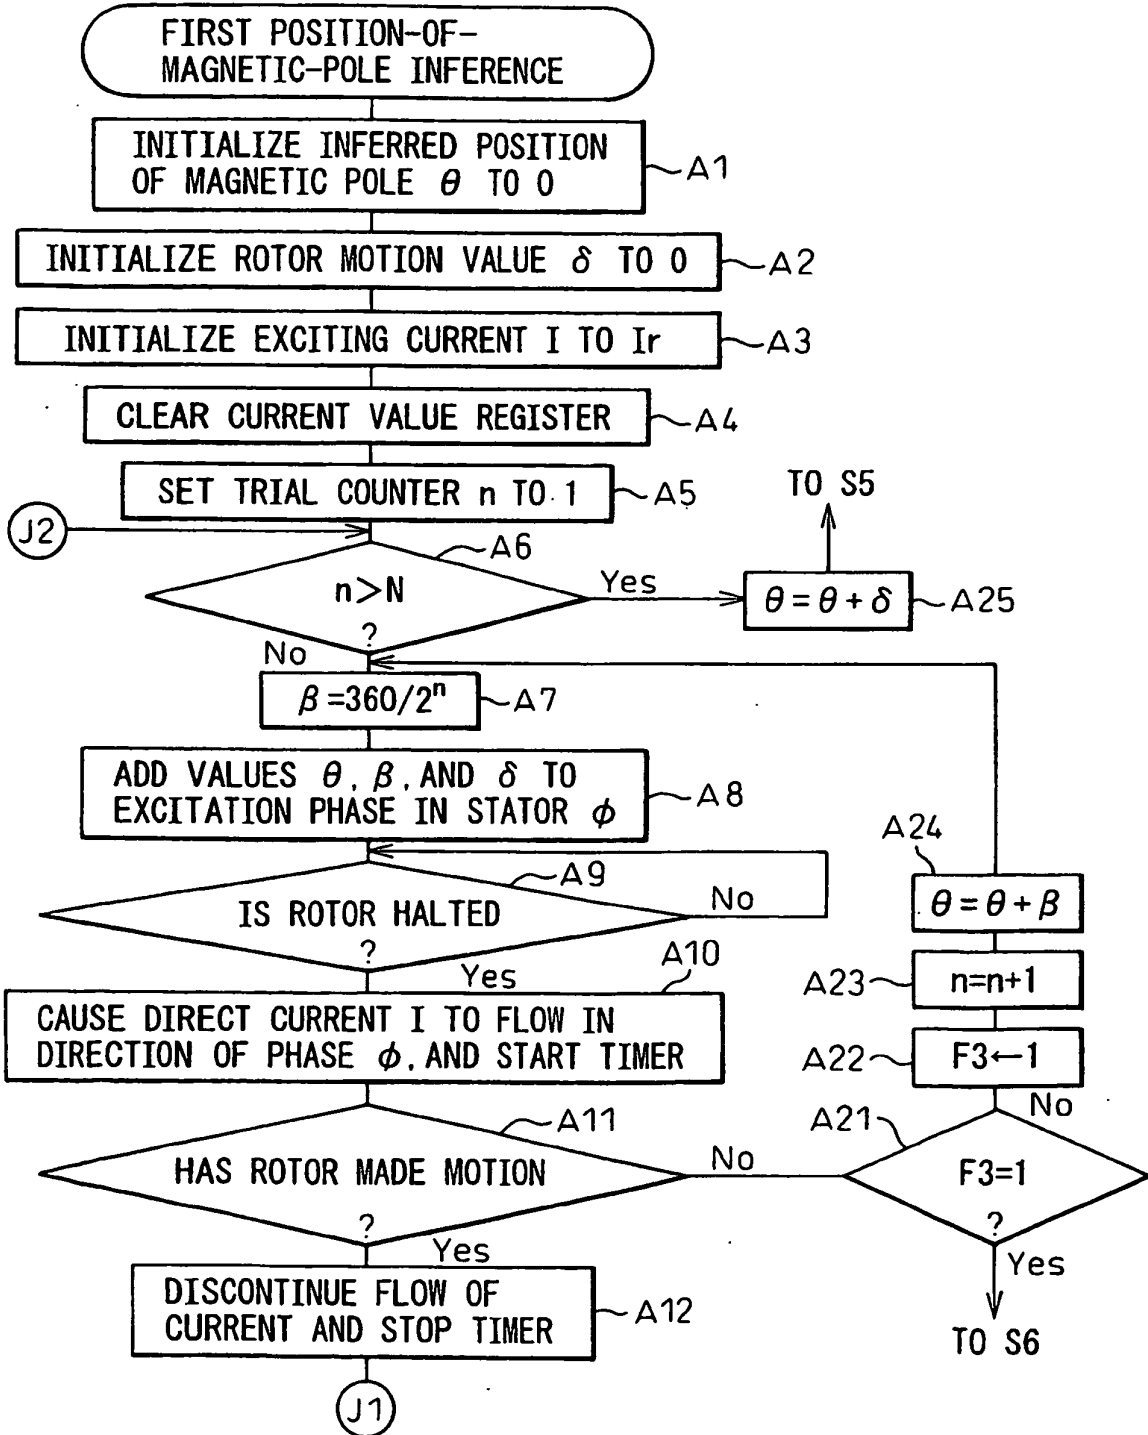 FIRST POSITION-OF-
MAGNETIC-POLE INFERENCE
INITIALIZE INFERRED POSITION
OF MAGNETIC POLE θ TO 0
A1
INITIALIZE ROTOR MOTION VALUE δ TO 0
A2
INITIALIZE EXCITING CURRENT I TO Ir
A3
CLEAR CURRENT VALUE REGISTER
A4
SET TRIAL COUNTER n TO 1
A5
TO S5
J2
A6
n>N
?
Yes
θ=θ+δ
A25
No
β=360/2ⁿ
A7
ADD VALUES θ, β, AND δ TO
EXCITATION PHASE IN STATOR φ
A8
A9
IS ROTOR HALTED
?
No
Yes
A24
θ=θ+β
A23
n=n+1
A22
F3←1
A10
CAUSE DIRECT CURRENT I TO FLOW IN
DIRECTION OF PHASE φ, AND START TIMER
A11
HAS ROTOR MADE MOTION
?
No
A21
No
F3=1
?
Yes
TO S6
Yes
DISCONTINUE FLOW OF
CURRENT AND STOP TIMER
A12
J1